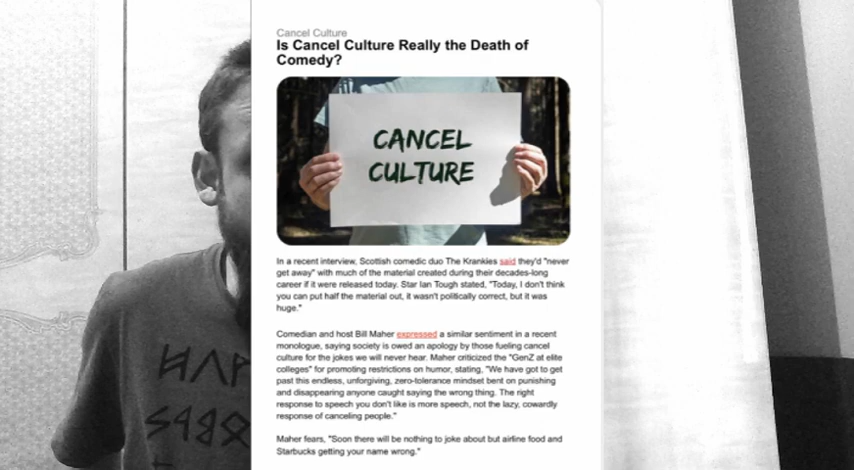 Cancel Culture
Is Cancel Culture Really the Death of
Comedy?
CANCEL
CULTURE
In a recent interview, Scottish comedic duo The Krankies said they'd "never
get away" with much of the material created during their decades-long
career if it were released today. Star Ian Tough stated, "Today, I don't think
you can put half the material out, it wasn't politically correct, but it was
huge."
Comedian and host Bill Maher expressed a similar sentiment in a recent
monologue, saying society is owed an apology by those fueling cancel
culture for the jokes we will never hear. Maher criticized the "GenZ at elite
colleges" for promoting restrictions on humor, stating, "We have got to get
past this endless, unforgiving, zero-tolerance mindset bent on punishing
and disappearing anyone caught saying the wrong thing. The right
response to speech you don't like is more speech, not the lazy, cowardly
response of canceling people."
Maher fears, "Soon there will be nothing to joke about but airline food and
Starbucks getting your name wrong."